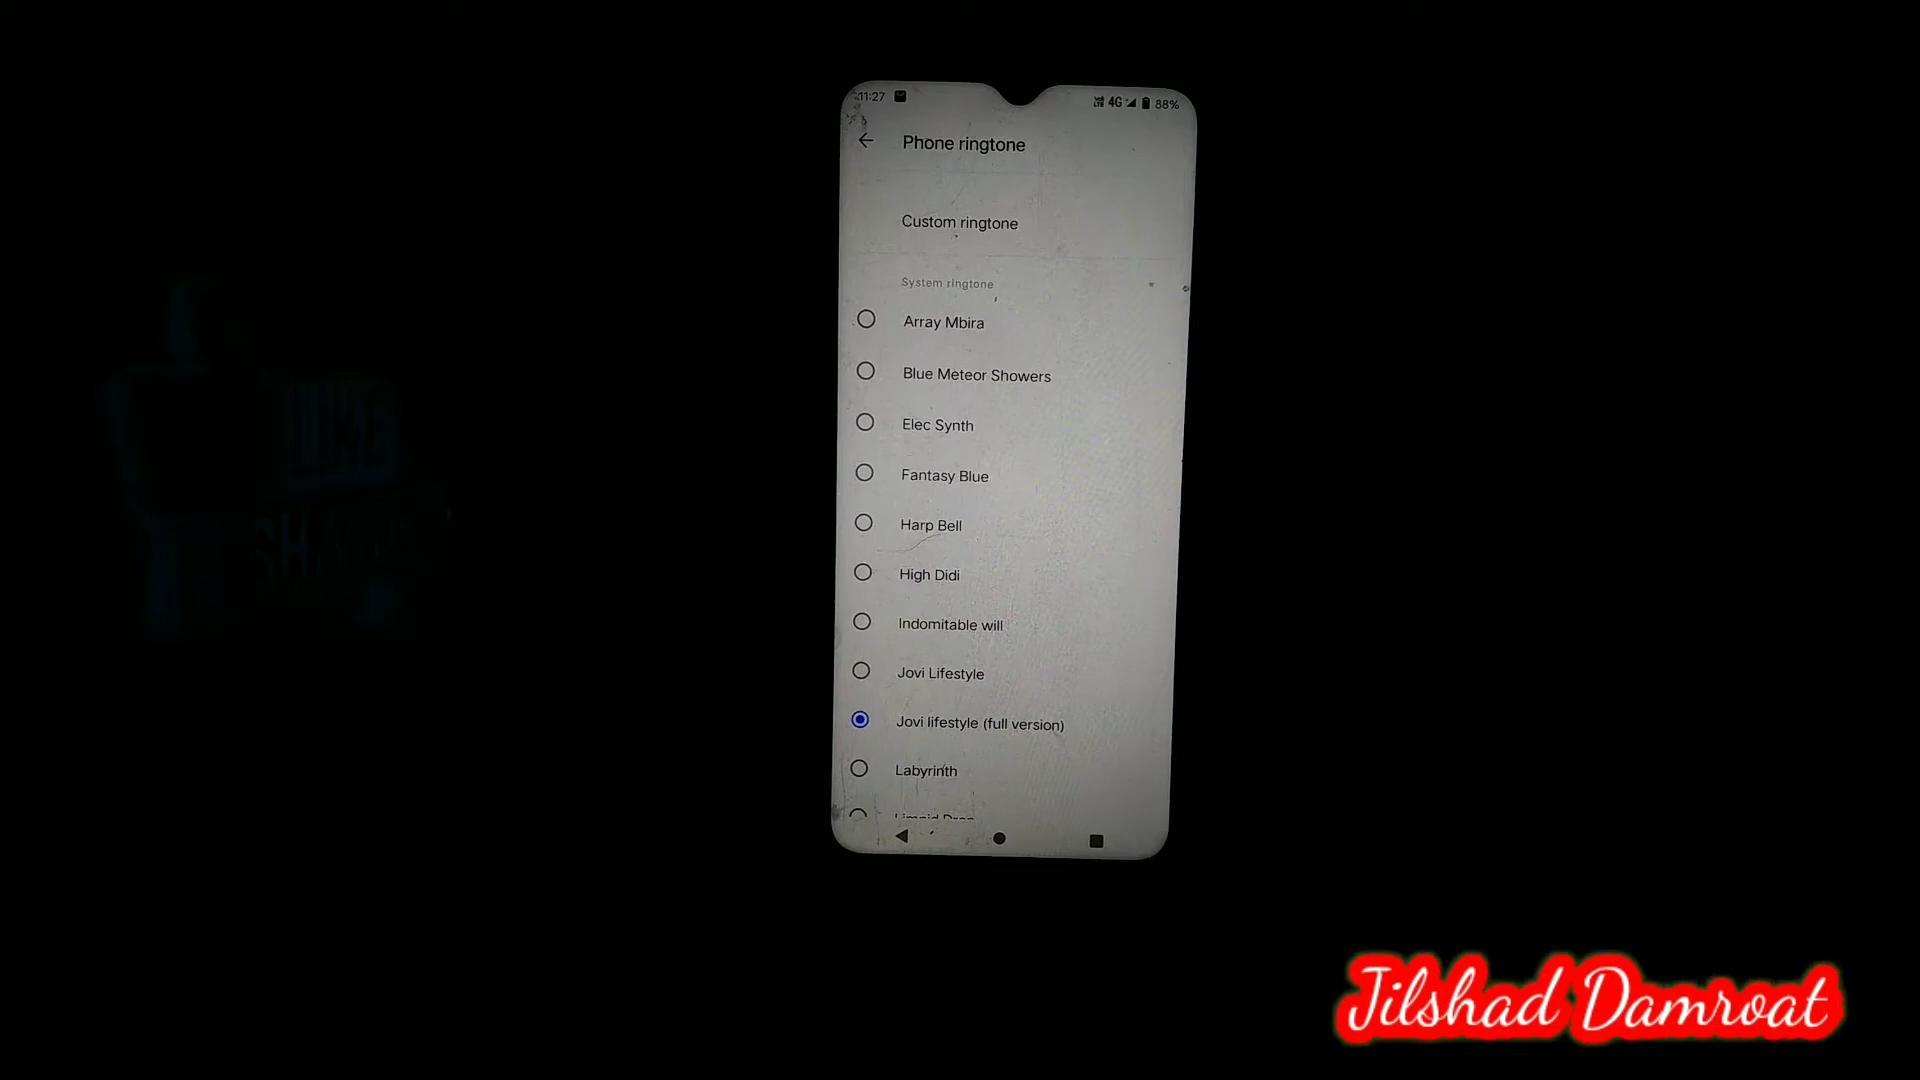 11:27
4G 88%
Phone ringtone
Custom ringtone
System ringtone
Array Mbira
Blue Meteor Showers
Elec Synth
Fantasy Blue
Harp Bell
High Didi
Indomitable will
Jovi Lifestyle
Jovi lifestyle (full version)
Labyrinth
Jilshad Damroat